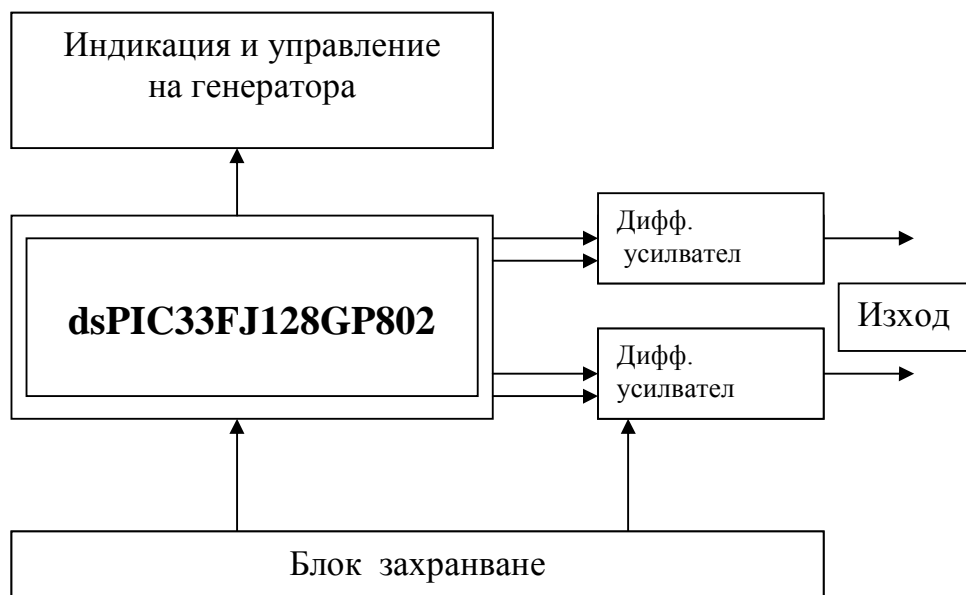 Индикация и управление
на генератора
Дифф.
усилвател
dsPIC33FJ128GP802
Изход
Дифф.
усилвател
Блок захранване